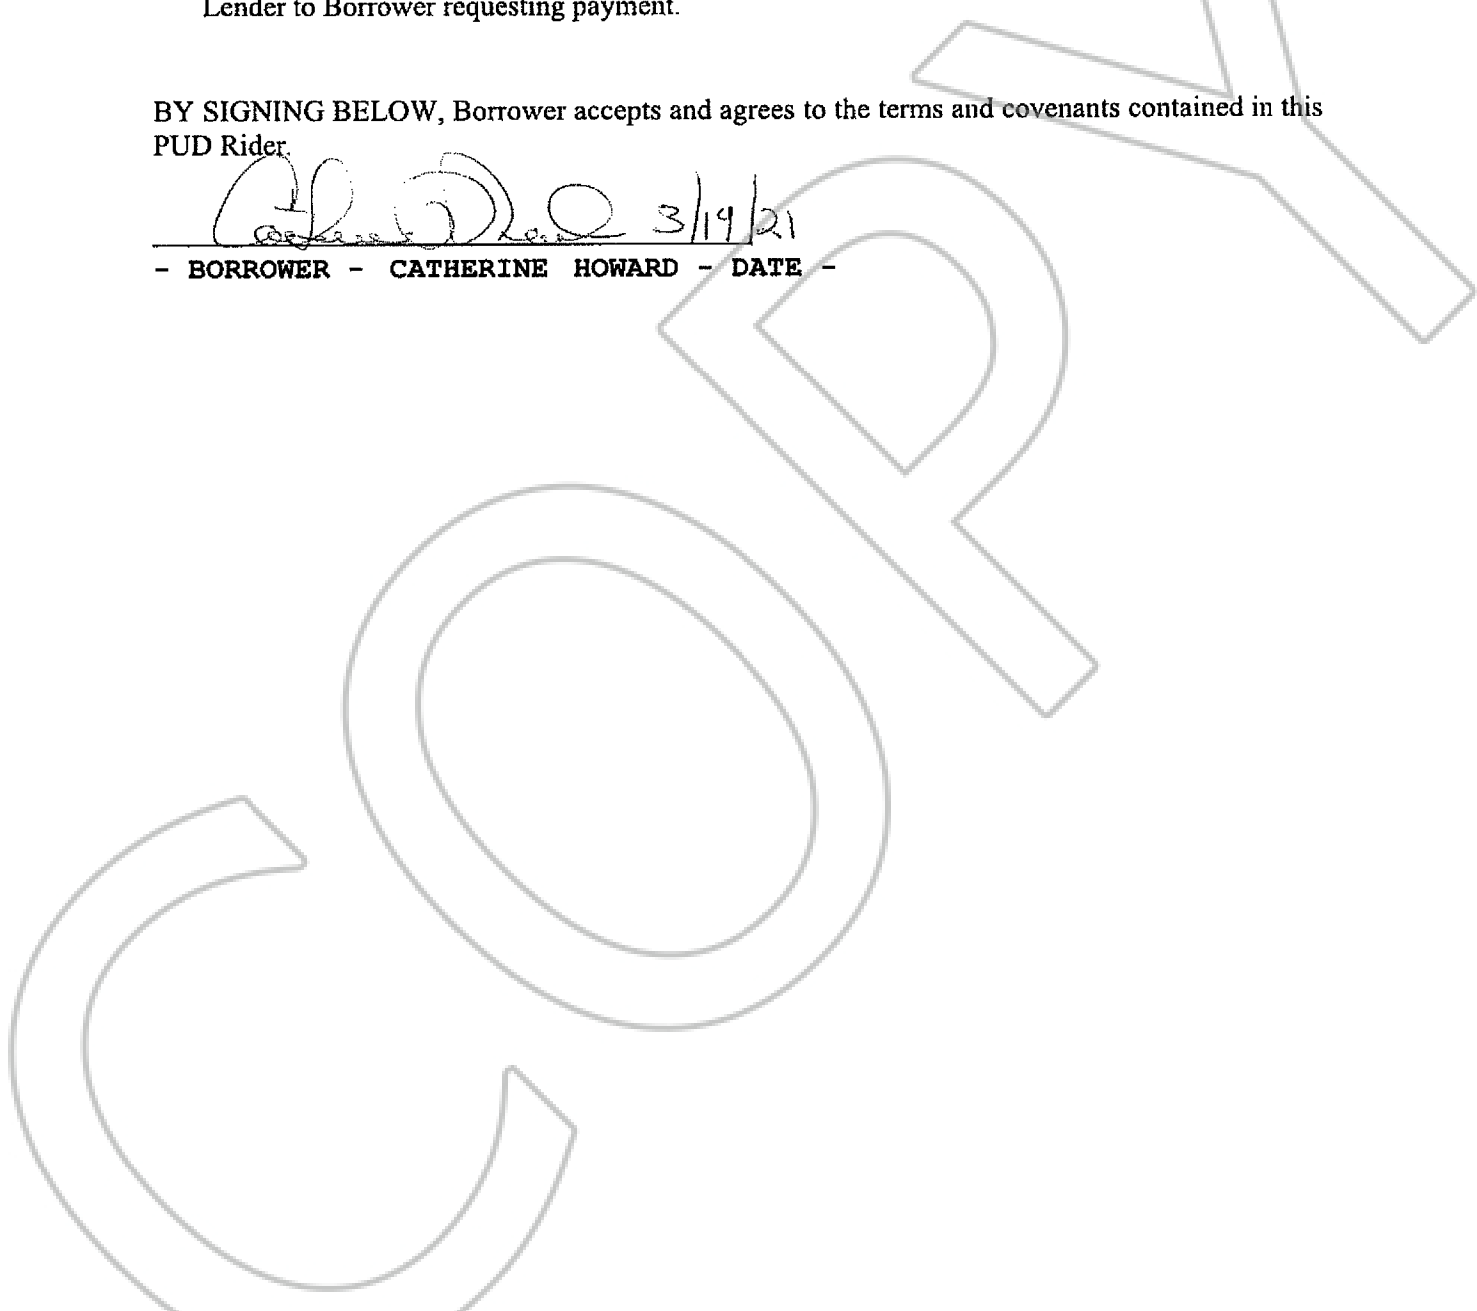 Lender to Borrower requesting payment.
BY SIGNING BELOW, Borrower accepts and agrees to the terms and covenants contained in this
PUD Rider.
3/19/21
- BORROWER - CATHERINE HOWARD - DATE -
COPY